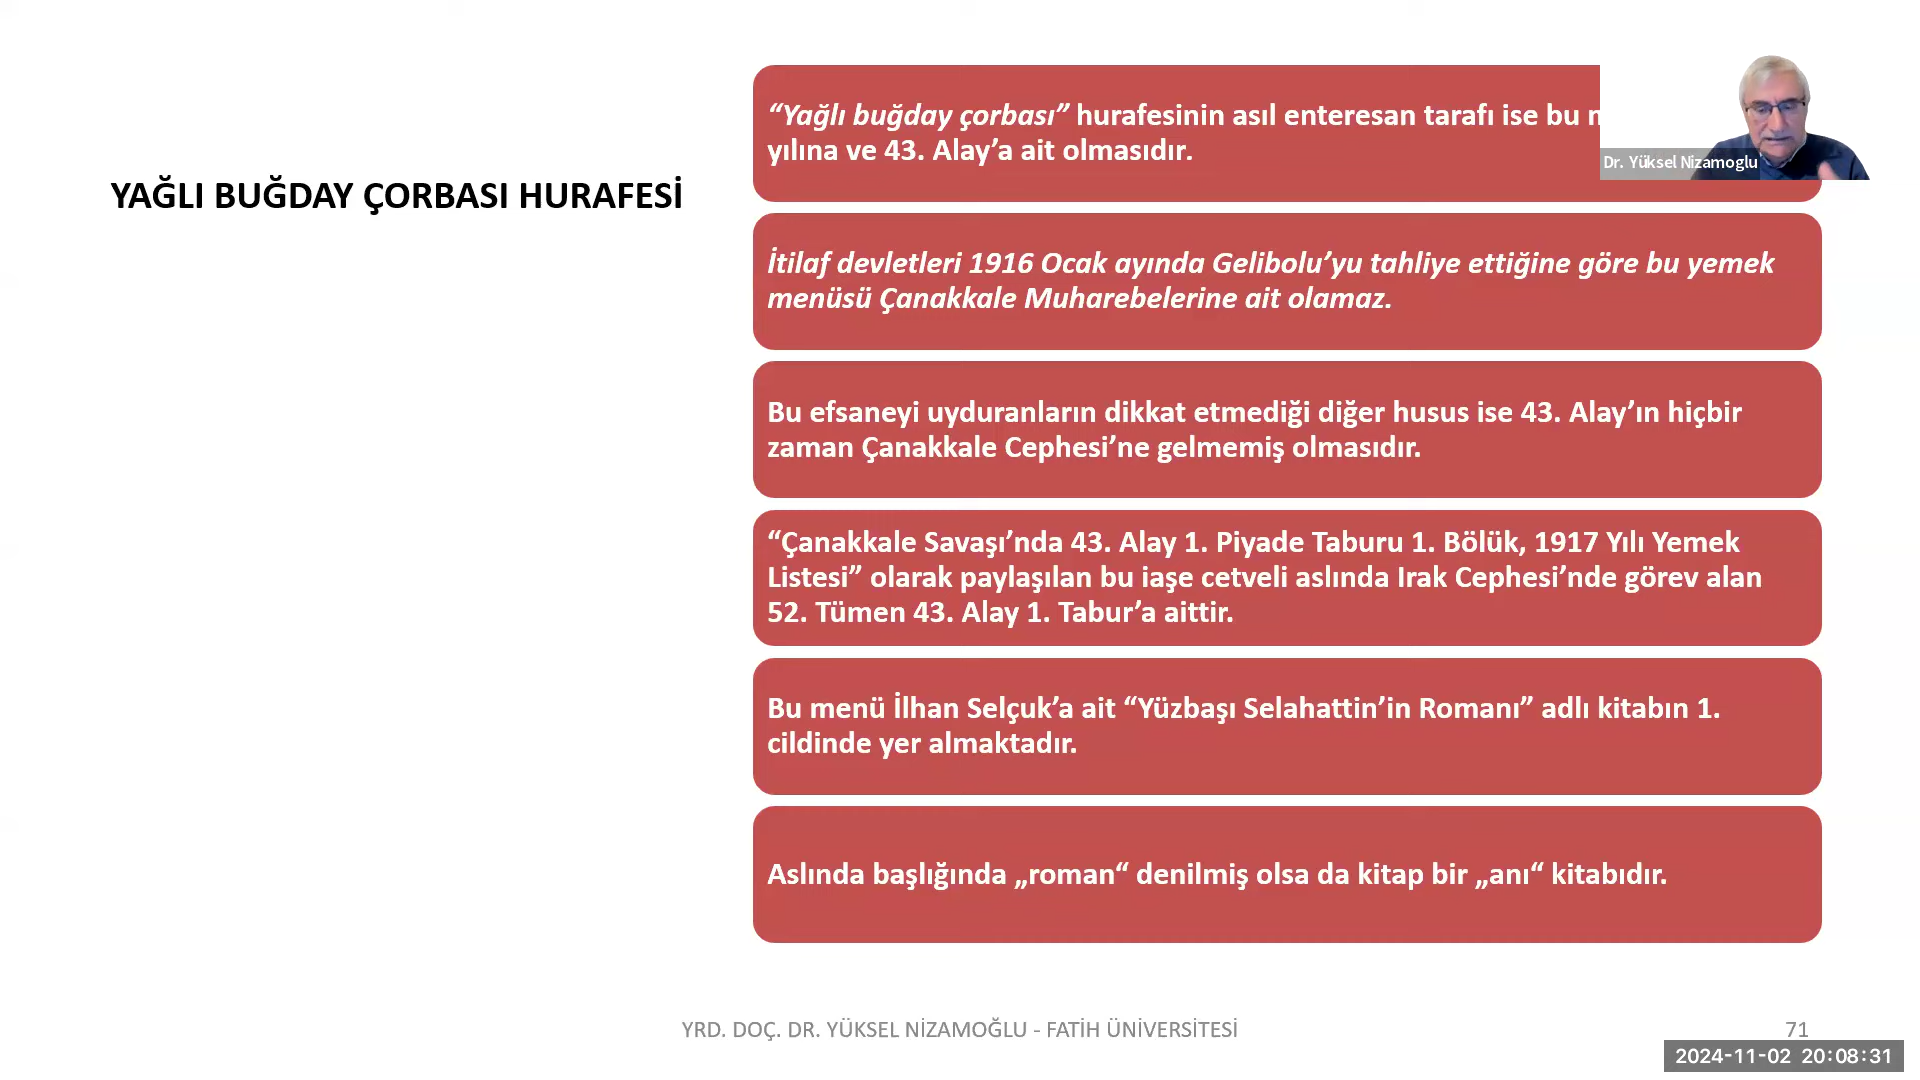 YAĞLI BUĞDAY ÇORBASI HURAFESİ
“Yağlı buğday çorbası” hurafesinin asıl enteresan tarafı ise bu
yılına ve 43. Alay’a ait olmasıdır.
İtilaf devletleri 1916 Ocak ayında Gelibolu’yu tahliye ettiğine göre bu yemek
menüsü Çanakkale Muharebelerine ait olamaz.
Bu efsaneyi uyduranların dikkat etmediği diğer husus ise 43. Alay’ın hiçbir
zaman Çanakkale Cephesi’ne gelmemiş olmasıdır.
“Çanakkale Savaşı’nda 43. Alay 1. Piyade Taburu 1. Bölük, 1917 Yılı Yemek
Listesi” olarak paylaşılan bu iaşe cetveli aslında Irak Cephesi’nde görev alan
52. Tümen 43. Alay 1. Tabur’a aittir.
Bu menü İlhan Selçuk’a ait “Yüzbaşı Selahattin’in Romanı” adlı kitabın 1.
cildinde yer almaktadır.
Aslında başlığında „roman“ denilmiş olsa da kitap bir „anı“ kitabıdır.
Dr. Yüksel Nizamoglu
YRD. DOÇ. DR. YÜKSEL NİZAMOĞLU - FATİH ÜNİVERSİTESİ
71
2024-11-02 20:08:31